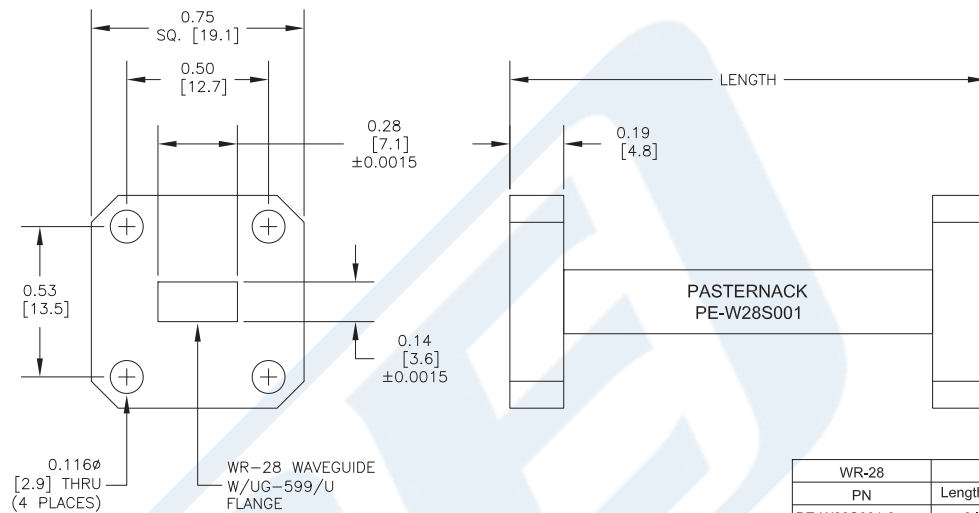 0.75
SQ. [19.1]
0.50
[12.7]
0.28
[7.1]
±0.0015
0.53
[13.5]
0.14
[3.6]
±0.0015
0.116ø
[2.9] THRU
(4 PLACES)
WR-28 WAVEGUIDE
W/UG-599/U
FLANGE
LENGTH
0.19
[4.8]
PASTERNACK
PE-W28S001
WR-28
PN Length